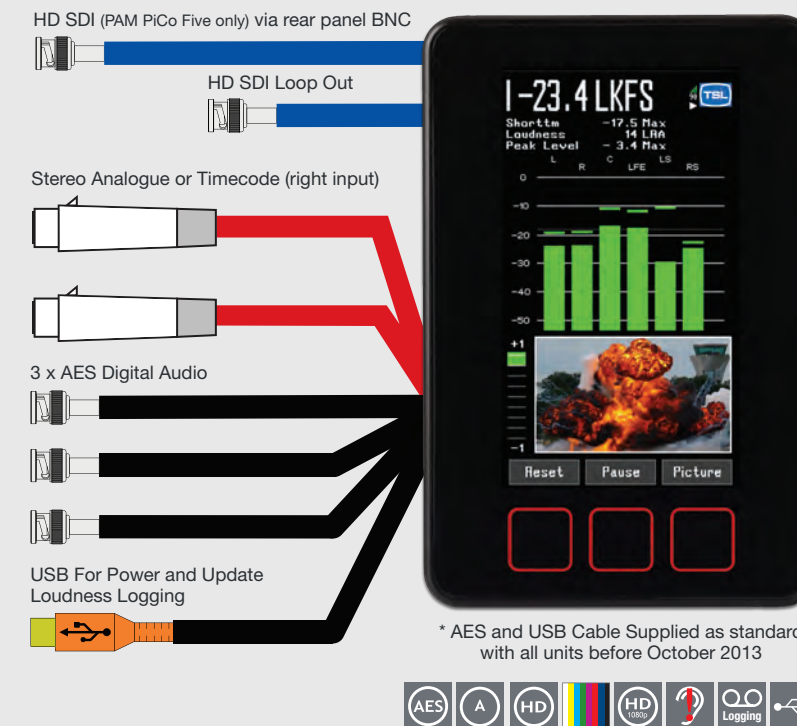 HD SDI (PAM PiCo Five only) via rear panel BNC
HD SDI Loop Out
Stereo Analogue or Timecode (right input)
3 x AES Digital Audio
USB For Power and Update
Loudness Logging
I -23.4 LKFS
TSL
Shorttm -17.5 Max
Loudness 14 LRA
Peak Level - 3.4 Max
L R C LFE LS RS
0
-10
-20
-30
-40
-50
+1
-1
Reset Pause Picture
* AES and USB Cable Supplied as standard
with all units before October 2013
AES A HD HD 1080p Logging